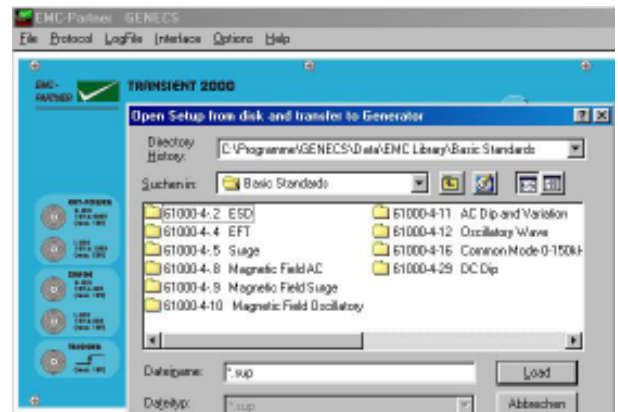 EMC-Partner GENECS
File Protocol LogFile Interface Options Help
EMC-
PARTNER
TRANSIENT 2000
Open Setup from disk and transfer to Generator
Directory
History:
C:\Programme\GENECS\Data\EMC Library\Basic Standards
Suchen in:
Basic Standards
61000-4-.2 ESD
61000-4-.4 EFT
61000-4-.5 Surge
61000-4-.8 Magnetic Field AC
61000-4-.9 Magnetic Field Surge
61000-4-10 Magnetic Field Oscillatory
61000-4-11 AC Dip and Variation
61000-4-12 Oscillatory Wave
61000-4-16 Common Mode 0-150kH
61000-4-29 DC Dip
Dateiname:
*.sup
Load
Dateityp:
*.sup
Abbrechen